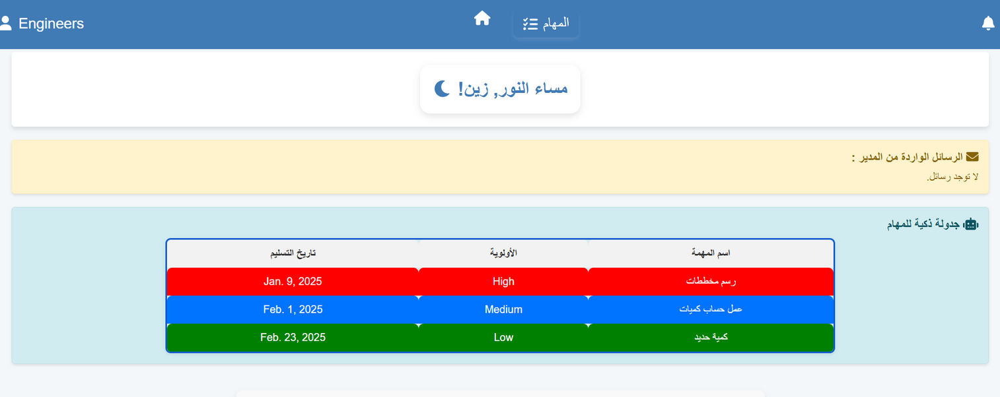 Engineers
المهام
مساء النور, زين!
الرسائل الواردة من المدير :
لا توجد رسائل.
جدولة ذكية للمهام
اسم المهمة الأولوية تاريخ التسليم
رسم مخططات High Jan. 9, 2025
عمل حساب كميات Medium Feb. 1, 2025
كمية حديد Low Feb. 23, 2025